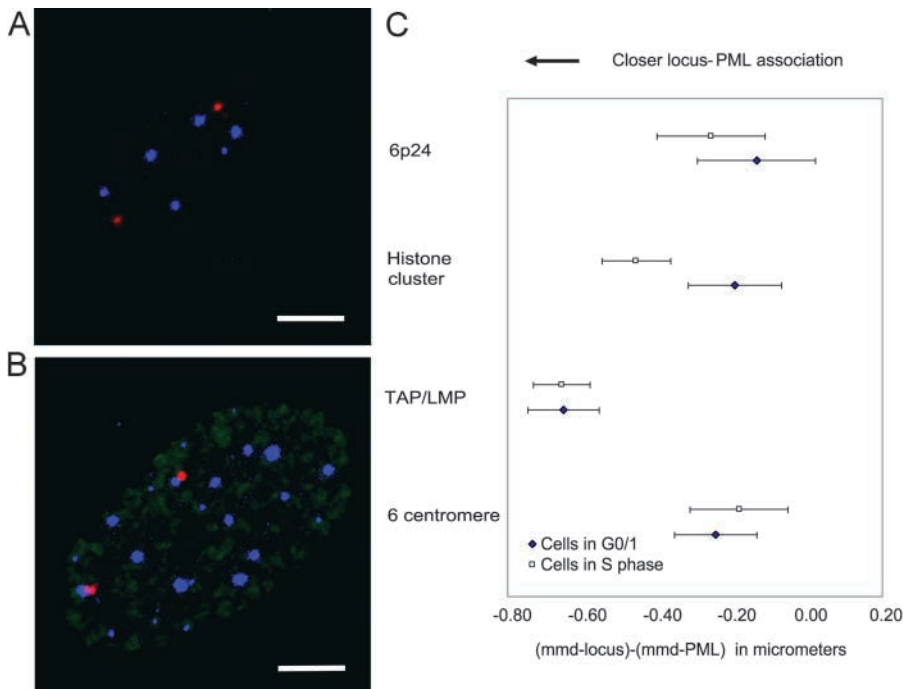 A
B
C
Closer locus-PML association
6p24
Histone
cluster
TAP/LMP
6 centromere
Cells in G0/1
Cells in S phase
-0.80 -0.60 -0.40 -0.20 0.00 0.20
(mmd-locus)-(mmd-PML) in micrometers